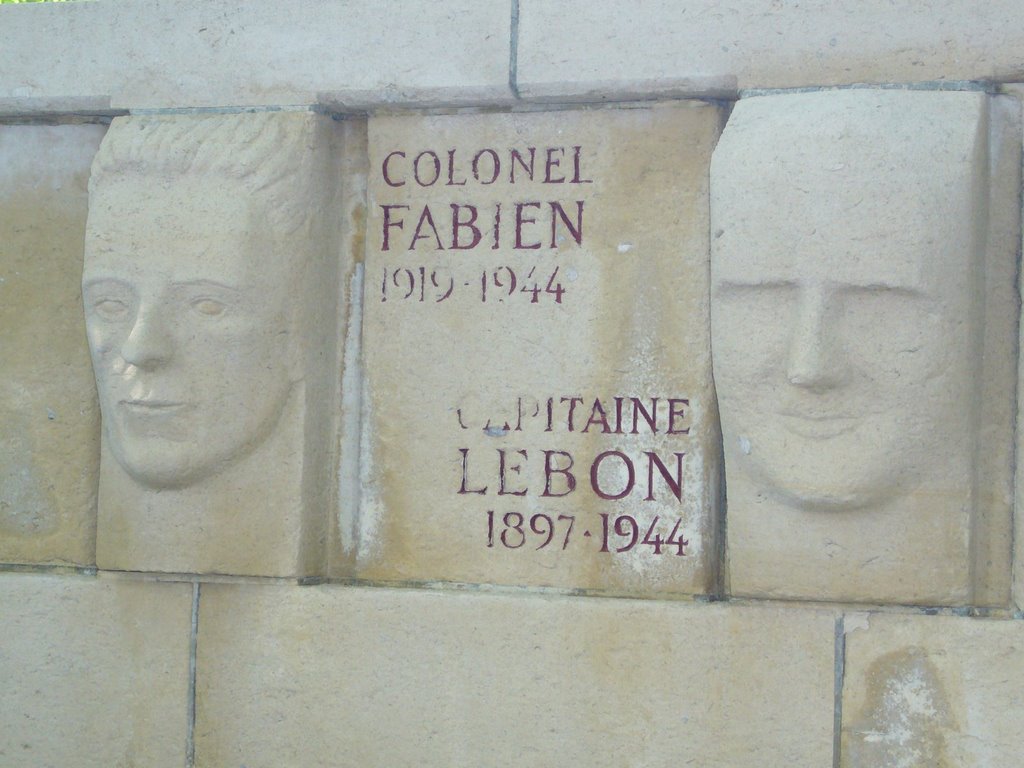 COLONEL
FABIEN
1919·1944
CAPITAINE
LEBON
1897·1944